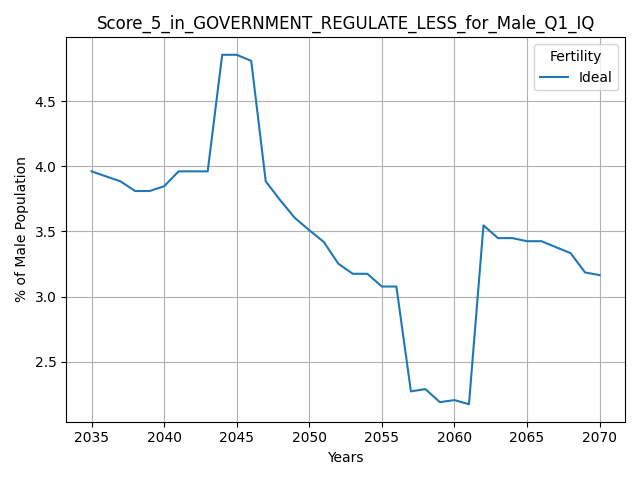 Score_5_in_GOVERNMENT_REGULATE_LESS_for_Male_Q1_IQ
Fertility
Ideal
% of Male Population
4.5
4.0
3.5
3.0
2.5
2035 2040 2045 2050 2055 2060 2065 2070
Years